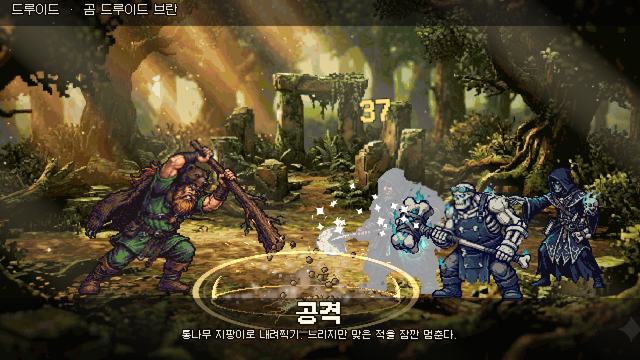 드루이드 · 곰 드루이드 브란
37
공격
통나무 지팡이로 내려찍기. 느리지만 맞은 적을 잠깐 멈춘다.